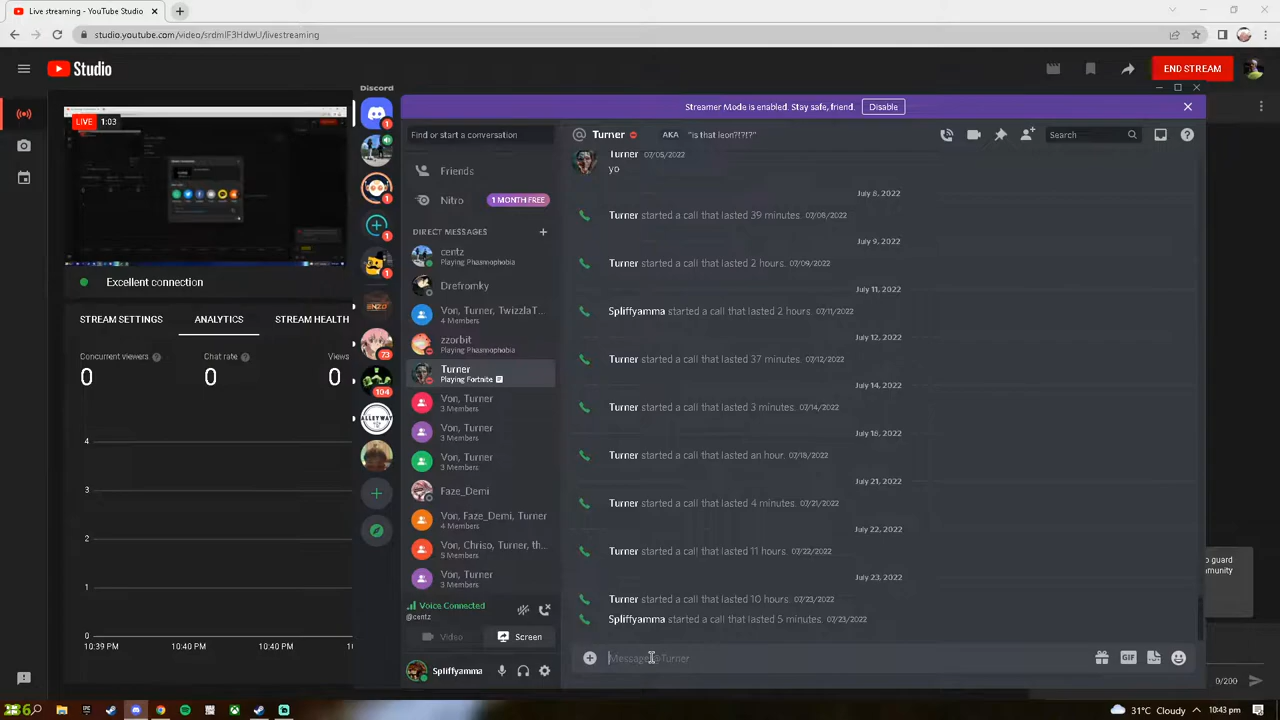 Live streaming - YouTube Studio
studio.youtube.com/video/srdmIF3HdwU/livestreaming
Studio
END STREAM
LIVE 1:03
Excellent connection
STREAM SETTINGS ANALYTICS STREAM HEALTH
Concurrent viewers Chat rate Views
0 0 0
4
3
2
1
0
10:39 PM 10:40 PM 10:40 PM
Discord
1
1
1
1
73
104
ALLEYWAY
Streamer Mode is enabled. Stay safe, friend. Disable
Find or start a conversation
Friends
Nitro 1 MONTH FREE
DIRECT MESSAGES
centz
Playing Phasmophobia
Drefromky
Von, Turner, TwizzlaT...
4 Members
zzorbit
Playing Phasmophobia
Turner
Playing Fortnite
Von, Turner
3 Members
Von, Turner
3 Members
Von, Turner
3 Members
Faze_Demi
Von, Faze_Demi, Turner
4 Members
Von, Chriso, Turner, th...
5 Members
Von, Turner
3 Members
Voice Connected
@centz
Video Screen
Spliffyamma
Turner AKA "is that leon?!?!?"
Search
Turner 07/05/2022
yo
July 8, 2022
Turner started a call that lasted 39 minutes. 07/08/2022
July 9, 2022
Turner started a call that lasted 2 hours. 07/09/2022
July 11, 2022
Spliffyamma started a call that lasted 2 hours. 07/11/2022
July 12, 2022
Turner started a call that lasted 37 minutes. 07/12/2022
July 14, 2022
Turner started a call that lasted 3 minutes. 07/14/2022
July 16, 2022
Turner started a call that lasted an hour. 07/18/2022
July 21, 2022
Turner started a call that lasted 4 minutes. 07/21/2022
July 22, 2022
Turner started a call that lasted 11 hours. 07/22/2022
July 23, 2022
Turner started a call that lasted 10 hours. 07/23/2022
Spliffyamma started a call that lasted 5 minutes. 07/23/2022
Message @Turner
GIF
o guard
munity
0/200
31°C Cloudy 10:43 pm